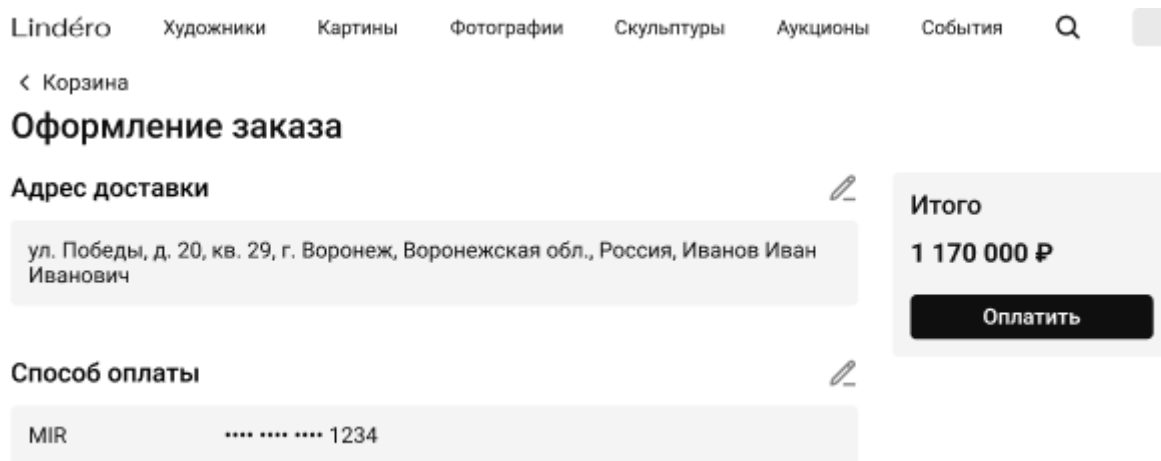 Lindéro Художники Картины Фотографии Скульптуры Аукционы События
< Корзина
Оформление заказа
Адрес доставки
ул. Победы, д. 20, кв. 29, г. Воронеж, Воронежская обл., Россия, Иванов Иван
Иванович
Итого
1 170 000 ₽
Оплатить
Способ оплаты
MIR •••• •••• •••• 1234